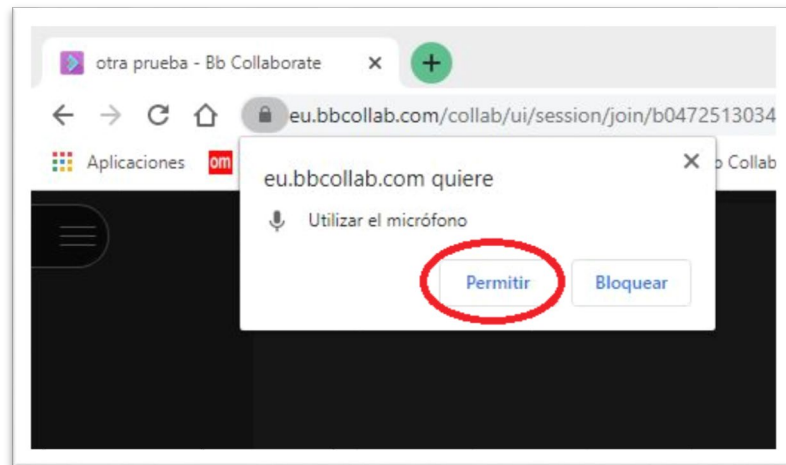 otra prueba - Bb Collaborate
eu.bbcollab.com/collab/ui/session/join/b0472513034
Aplicaciones om Collab
eu.bbcollab.com quiere
Utilizar el micrófono
Permitir Bloquear